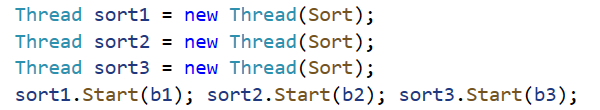 Thread sort1 = new Thread(Sort);
Thread sort2 = new Thread(Sort);
Thread sort3 = new Thread(Sort);
sort1.Start(b1); sort2.Start(b2); sort3.Start(b3);